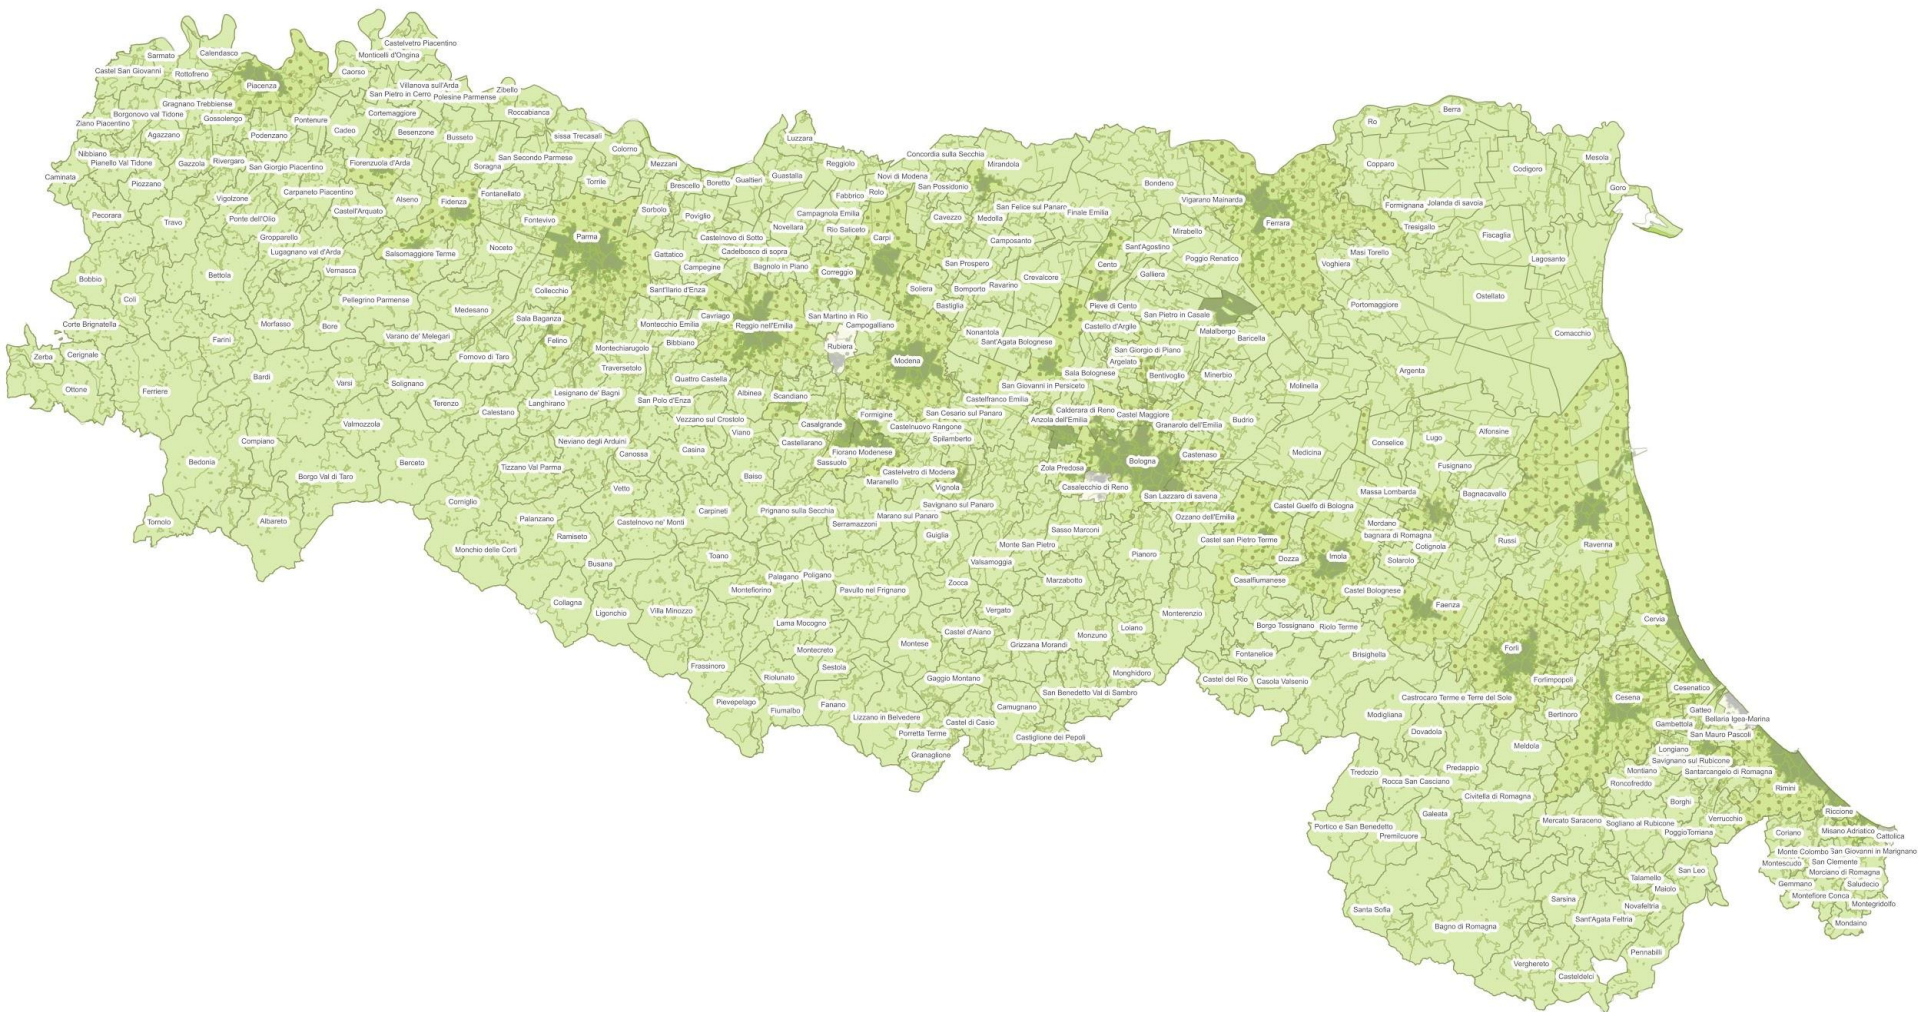 Castelvetro Piacentino
Sarmato
Calendasco
Monticelli d'Ongina
Castel San Giovanni
Rottofreno
Caorso
Piacenza
Villanova sull'Arda
Zibello
San Pietro in Cerro
Polesine Parmense
Gragnano Trebbiense
Borgonovo val Tidone
Gossolengo
Pontenure
Cortemaggiore
Roccabianca
Ziano Piacentino
Agazzano
Podenzano
Cadeo
Besenzone
Busseto
sissa Trecasali
Colorno
Luzzara
Ro
Berra
Nibbiano
Pianello Val Tidone
Gazzola
Rivergaro
San Giorgio Piacentino
Fiorenzuola d'Arda
Soragna
San Secondo Parmese
Mezzani
Reggiolo
Concordia sulla Secchia
Mirandola
Copparo
Codigoro
Mesola
Caminata
Piozzano
Vigolzone
Carpaneto Piacentino
Alseno
Fidenza
Fontanellato
Torrile
Brescello
Boretto
Gualtieri
Guastalla
Fabbrico
Rolo
Novi di Modena
San Possidonio
Bondeno
Vigarano Mainarda
Goro
Pecorara
Travo
Ponte dell'Olio
Castell'Arquato
Fontevivo
Sorbolo
Poviglio
Campagnola Emilia
Novellara
Rio Saliceto
Cavezzo
Medolla
San Felice sul Panaro
Finale Emilia
Ferrara
Formignana
Jolanda di savoia
Tresigallo
Fiscaglia
Gropparello
Lugagnano val d'Arda
Vernasca
Salsomaggiore Terme
Noceto
Parma
Gattatico
Castelnovo di Sotto
Cadelbosco di sopra
Campegine
Bagnolo in Piano
Correggio
Carpi
Camposanto
San Prospero
Sant'Agostino
Mirabello
Poggio Renatico
Cento
Galliera
Voghiera
Masi Torello
Lagosanto
Bobbio
Bettola
Coli
Pellegrino Parmense
Medesano
Collecchio
Sant'Ilario d'Enza
Soliera
Bomporto
Ravarino
Crevalcore
Bastiglia
Pieve di Cento
San Pietro in Casale
Portomaggiore
Ostellato
Corte Brignatella
Morfasso
Bore
Varano de' Melegari
Sala Baganza
Felino
Montecchio Emilia
Cavriago
Bibbiano
Reggio nell'Emilia
San Martino in Rio
Campogalliano
Nonantola
Sant'Agata Bolognese
Castello d'Argile
Malalbergo
Baricella
Comacchio
Zerba
Cerignale
Farini
Fornovo di Taro
Montechiarugolo
Traversetolo
Rubiera
Modena
San Giorgio di Piano
Argelato
Sala Bolognese
Bentivoglio
Minerbio
Molinella
Argenta
Ottone
Ferriere
Bardi
Varsi
Solignano
Terenzo
Calestano
Lesignano de' Bagni
Langhirano
San Polo d'Enza
Quattro Castella
Albinea
Scandiano
San Giovanni in Persiceto
Castelfranco Emilia
Compiano
Valmozzola
Neviano degli Arduini
Canossa
Vezzano sul Crostolo
Viano
Casina
Casalgrande
Castellarano
Formigine
Castelnuovo Rangone
San Cesario sul Panaro
Spilamberto
Fiorano Modenese
Sassuolo
Anzola dell'Emilia
Calderara di Reno
Castel Maggiore
Granarolo dell'Emilia
Budrio
Bologna
Castenaso
Medicina
Conselice
Lugo
Alfonsine
Fusignano
Bedonia
Borgo Val di Taro
Berceto
Tizzano Val Parma
Vetto
Baiso
Maranello
Castelvetro di Modena
Vignola
Zola Predosa
Casalecchio di Reno
San Lazzaro di savena
Massa Lombarda
Bagnacavallo
Tornolo
Albareto
Corniglio
Palanzano
Ramiseto
Monchio delle Corti
Castelnovo ne' Monti
Carpineti
Prignano sulla Secchia
Serramazzoni
Marano sul Panaro
Savignano sul Panaro
Guiglia
Monte San Pietro
Sasso Marconi
Ozzano dell'Emilia
Castel Guelfo di Bologna
Castel san Pietro Terme
Mordano
bagnara di Romagna
Cotignola
Russi
Ravenna
Busana
Toano
Palagano
Poligano
Montefiorino
Pavullo nel Frignano
Zocca
Valsamoggia
Marzabotto
Pianoro
Dozza
Imola
Solarolo
Casalfiumanese
Castel Bolognese
Faenza
Collagna
Ligonchio
Villa Minozzo
Lama Mocogno
Vergato
Castel d'Aiano
Monterenzio
Loiano
Monzuno
Borgo Tossignano
Riolo Terme
Cervia
Frassinoro
Montecreto
Sestola
Riolunato
Montese
Grizzana Morandi
Gaggio Montano
Monghidoro
Fontanelice
Castel del Rio
Casola Valsenio
Brisighella
Forlì
Forlimpopoli
Pievepelago
Fiumalbo
Fanano
Lizzano in Belvedere
Porretta Terme
Granaglione
Castel di Casio
Camugnano
San Benedetto Val di Sambro
Castiglione dei Pepoli
Castrocaro Terme e Terre del Sole
Modigliana
Dovadola
Bertinoro
Cesena
Cesenatico
Gatteo
Gambettola
Bellaria Igea-Marina
San Mauro Pascoli
Meldola
Longiano
Savignano sul Rubicone
Montiano
Santarcangelo di Romagna
Roncofreddo
Rimini
Tredozio
Rocca San Casciano
Predappio
Civitella di Romagna
Galeata
Borghi
Verrucchio
Riccione
Portico e San Benedetto
Premilcuore
Mercato Saraceno
Sogliano al Rubicone
PoggioTorriana
Coriano
Misano Adriatico
Cattolica
Monte Colombo
San Giovanni in Marignano
Montescudo
San Clemente
Morciano di Romagna
San Leo
Talamello
Maiolo
Gemmano
Saludecio
Montefiore Conca
Montegridolfo
Mondaino
Santa Sofia
Sarsina
Novafeltria
Sant'Agata Feltria
Bagno di Romagna
Pennabilli
Verghereto
Casteldelci